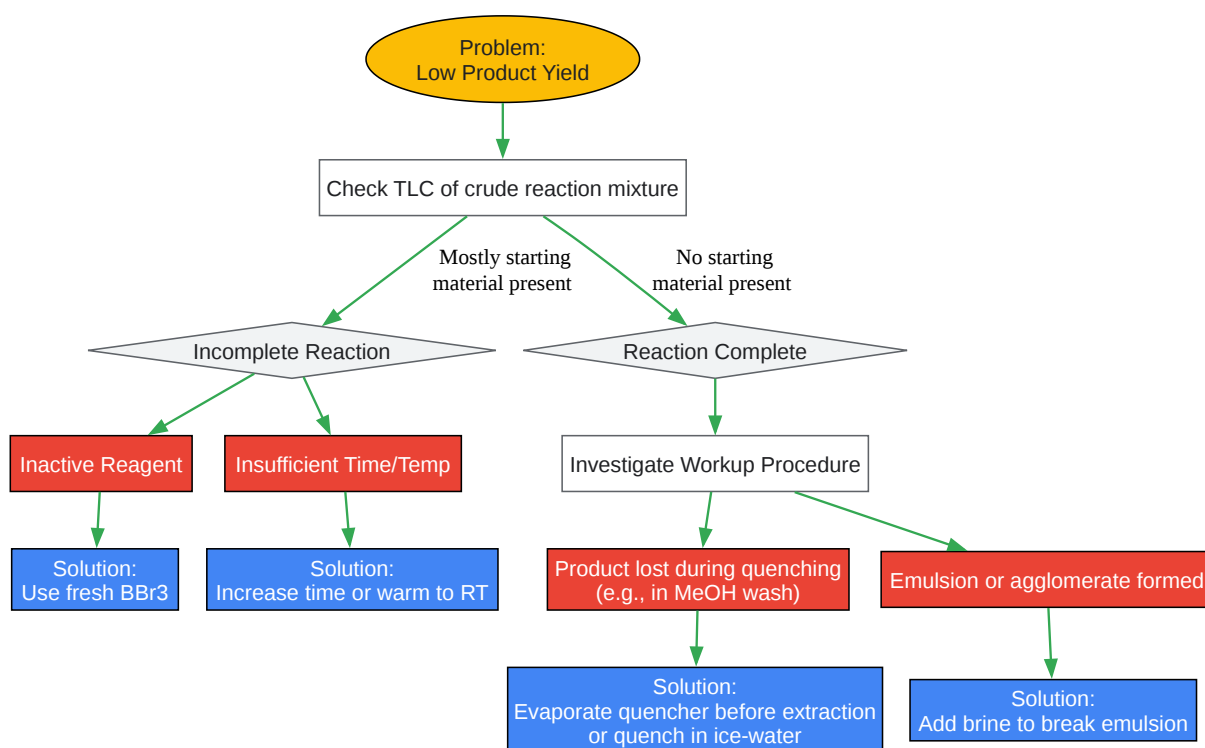 Problem:
Low Product Yield
Check TLC of crude reaction mixture
Mostly starting
material present
No starting
material present
Incomplete Reaction
Reaction Complete
Inactive Reagent
Insufficient Time/Temp
Investigate Workup Procedure
Solution:
Use fresh BBr3
Solution:
Increase time or warm to RT
Product lost during quenching
(e.g., in MeOH wash)
Emulsion or agglomerate formed
Solution:
Evaporate quencher before extraction
or quench in ice-water
Solution:
Add brine to break emulsion